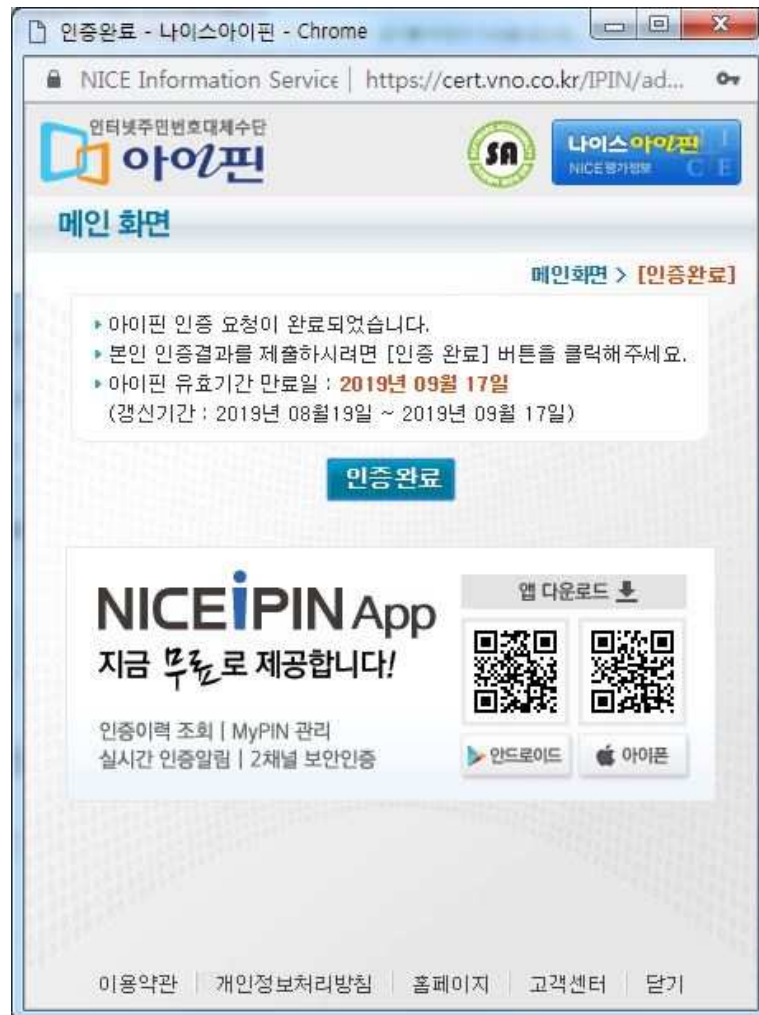 인증완료 - 나이스아이핀 - Chrome
NICE Information Service | https://cert.vno.co.kr/IPIN/ad...
인터넷주민번호대체수단
아이핀
SA
나이스아이핀
NICE평가정보
NICE
메인 화면
메인화면 > [인증완료]
아이핀 인증 요청이 완료되었습니다.
본인 인증결과를 제출하시려면 [인증 완료] 버튼을 클릭해주세요.
아이핀 유효기간 만료일 : 2019년 09월 17일
(갱신기간 : 2019년 08월19일 ~ 2019년 09월 17일)
인증완료
NICEiPIN App
지금 무료로 제공합니다!
인증이력 조회 | MyPIN 관리
실시간 인증알림 | 2채널 보안인증
앱 다운로드
안드로이드
아이폰
이용약관 | 개인정보처리방침 | 홈페이지 | 고객센터 | 닫기